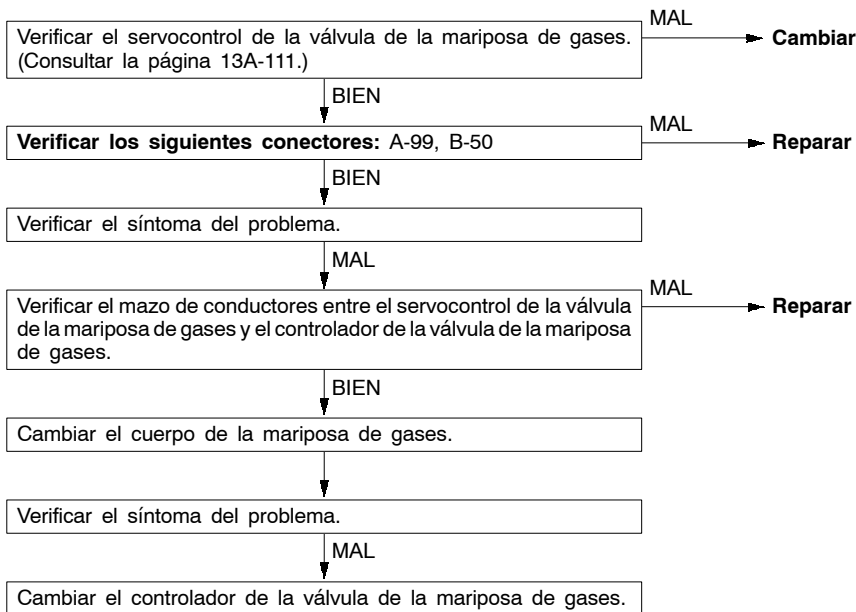 Verificar el servocontrol de la válvula de la mariposa de gases.
(Consultar la página 13A-111.)
MAL
Cambiar
BIEN
Verificar los siguientes conectores: A-99, B-50
MAL
Reparar
BIEN
Verificar el síntoma del problema.
MAL
Verificar el mazo de conductores entre el servocontrol de la válvula
de la mariposa de gases y el controlador de la válvula de la mariposa
de gases.
MAL
Reparar
BIEN
Cambiar el cuerpo de la mariposa de gases.
Verificar el síntoma del problema.
MAL
Cambiar el controlador de la válvula de la mariposa de gases.